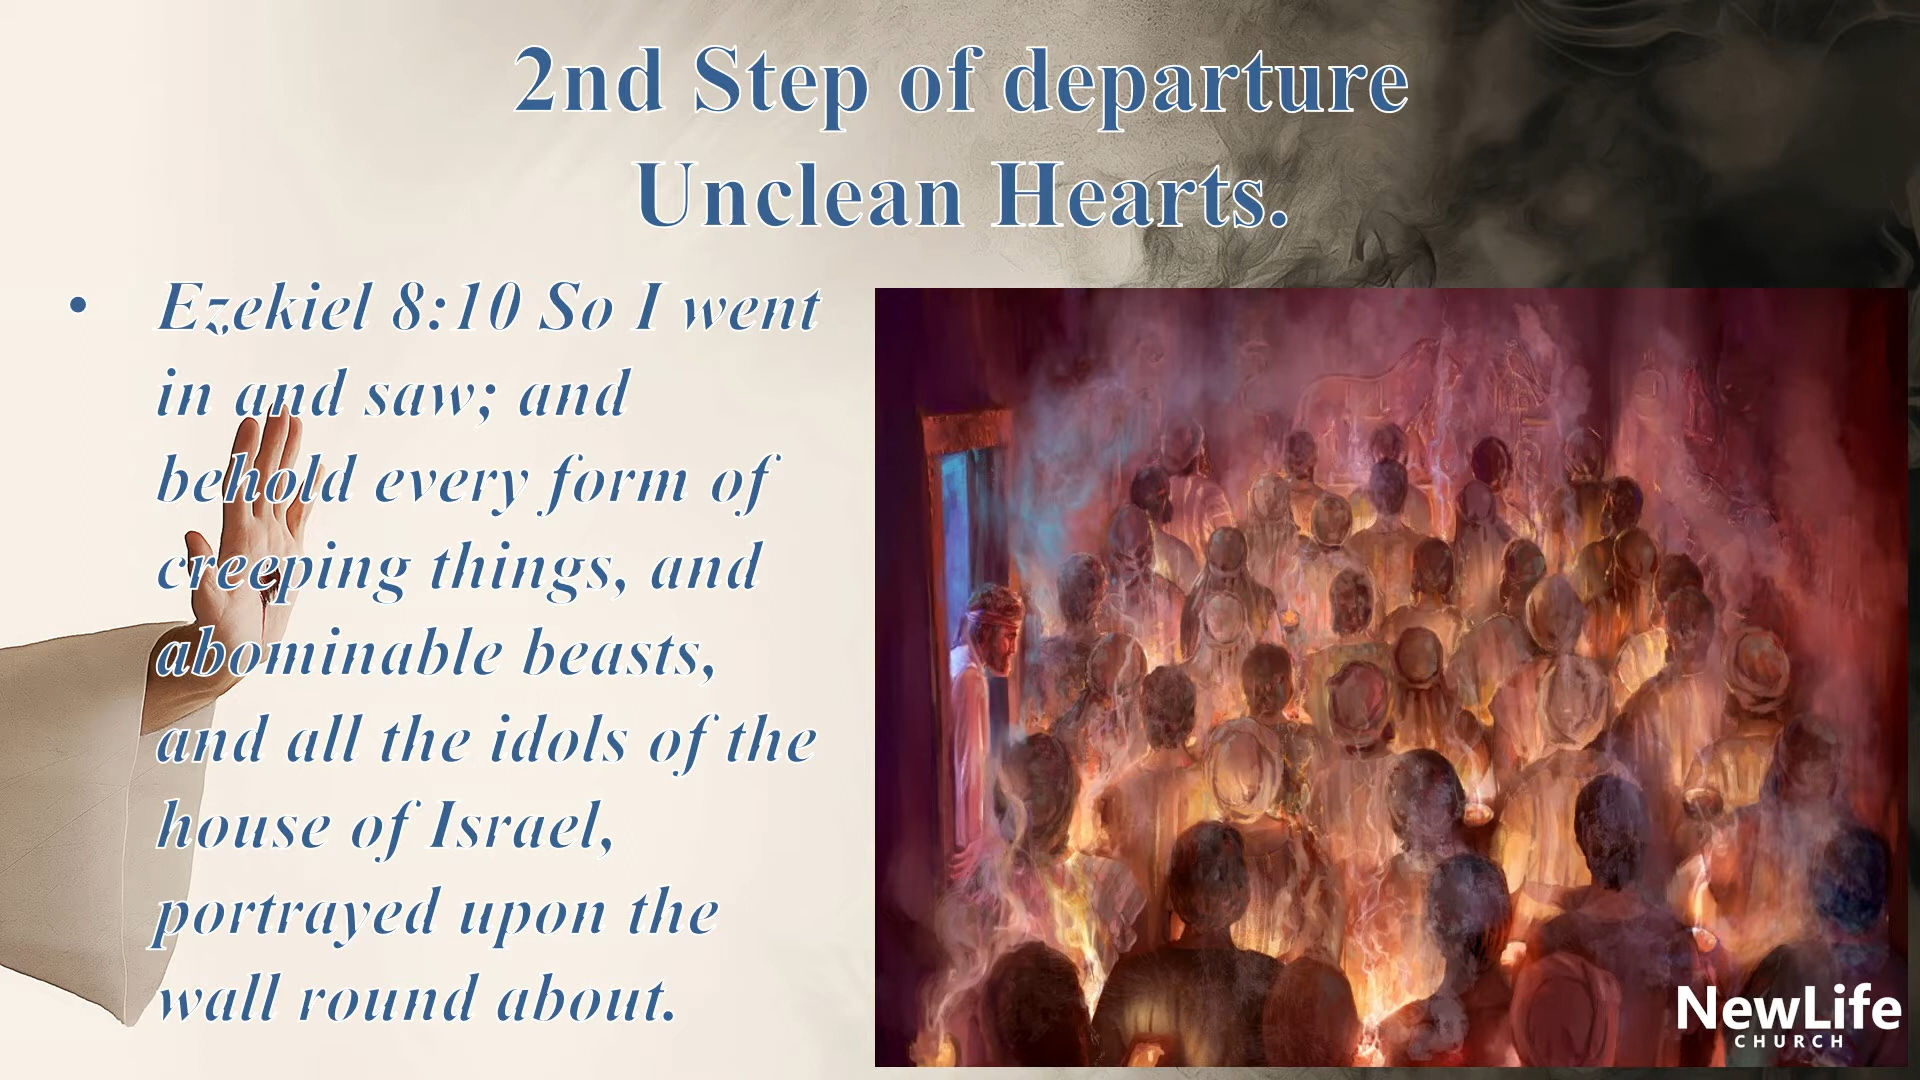 2nd Step of departure
Unclean Hearts.
• Ezekiel 8:10 So I went
in and saw; and
behold every form of
creeping things, and
abominable beasts,
and all the idols of the
house of Israel,
portrayed upon the
wall round about.
NewLife
CHURCH